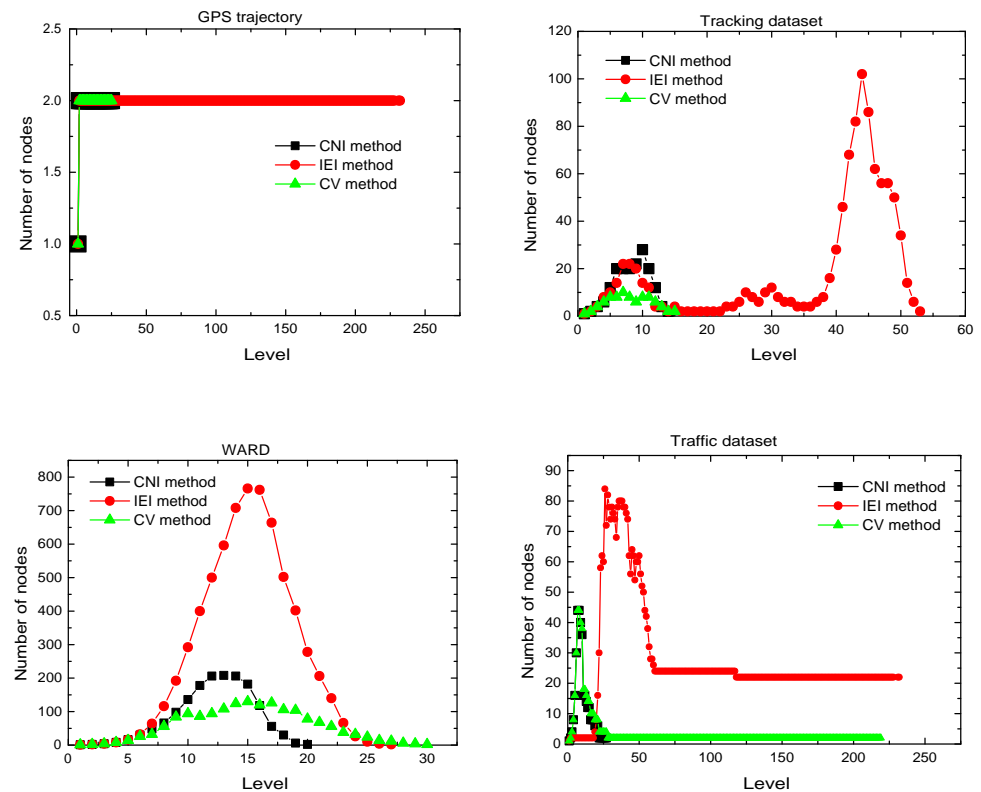 GPS trajectory
2.5
2.0
1.5
1.0
0.5
0
50
100
150
200
250
Number of nodes
Level
CNI method
IEI method
CV method
Tracking dataset
120
100
80
60
40
20
0
0
10
20
30
40
50
60
Number of nodes
Level
CNI method
IEI method
CV method
WARD
800
700
600
500
400
300
200
100
0
0
5
10
15
20
25
30
Number of nodes
Level
CNI method
IEI method
CV method
Traffic dataset
90
80
70
60
50
40
30
20
10
0
0
50
100
150
200
250
Number of nodes
Level
CNI method
IEI method
CV method